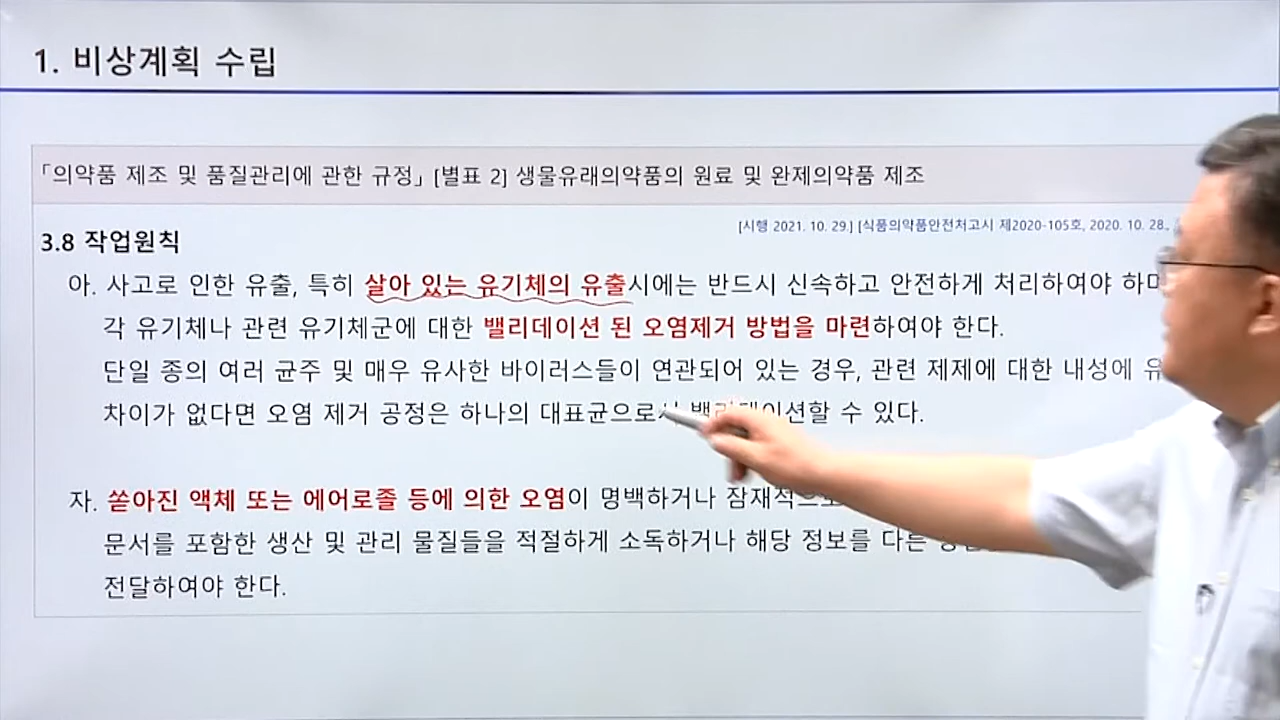 1. 비상계획 수립
「의약품 제조 및 품질관리에 관한 규정」 [별표 2] 생물유래의약품의 원료 및 완제의약품 제조
[시행 2021. 10. 29.] [식품의약품안전처고시 제2020-105호, 2020. 10. 28.,
3.8 작업원칙
아. 사고로 인한 유출, 특히 살아 있는 유기체의 유출시에는 반드시 신속하고 안전하게 처리하여야 하며
각 유기체나 관련 유기체군에 대한 밸리데이션 된 오염제거 방법을 마련하여야 한다.
단일 종의 여러 균주 및 매우 유사한 바이러스들이 연관되어 있는 경우, 관련 제제에 대한 내성에 유
차이가 없다면 오염 제거 공정은 하나의 대표균으로서 밸리데이션할 수 있다.
자. 쏟아진 액체 또는 에어로졸 등에 의한 오염이 명백하거나 잠재적으로
문서를 포함한 생산 및 관리 물질들을 적절하게 소독하거나 해당 정보를 다른
전달하여야 한다.